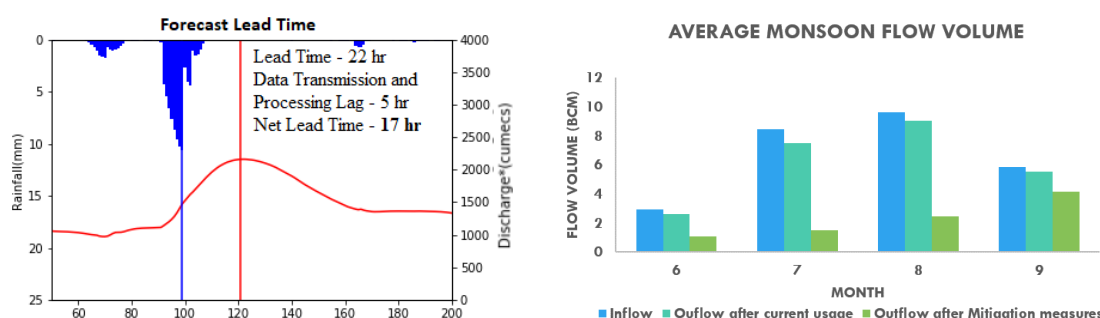 Forecast Lead Time
0
5
10
15
20
25
Rainfall(mm)
Lead Time - 22 hr
Data Transmission and
Processing Lag - 5 hr
Net Lead Time - 17 hr
4000
3500
3000
2500
2000
1500
1000
500
0
Discharge*(cumecs)
60 80 100 120 140 160 180 200
AVERAGE MONSOON FLOW VOLUME
FLOW VOLUME (BCM)
12
10
8
6
4
2
0
6 7 8 9
MONTH
Inflow Ouflow after current usage Outflow after Mitigation measures